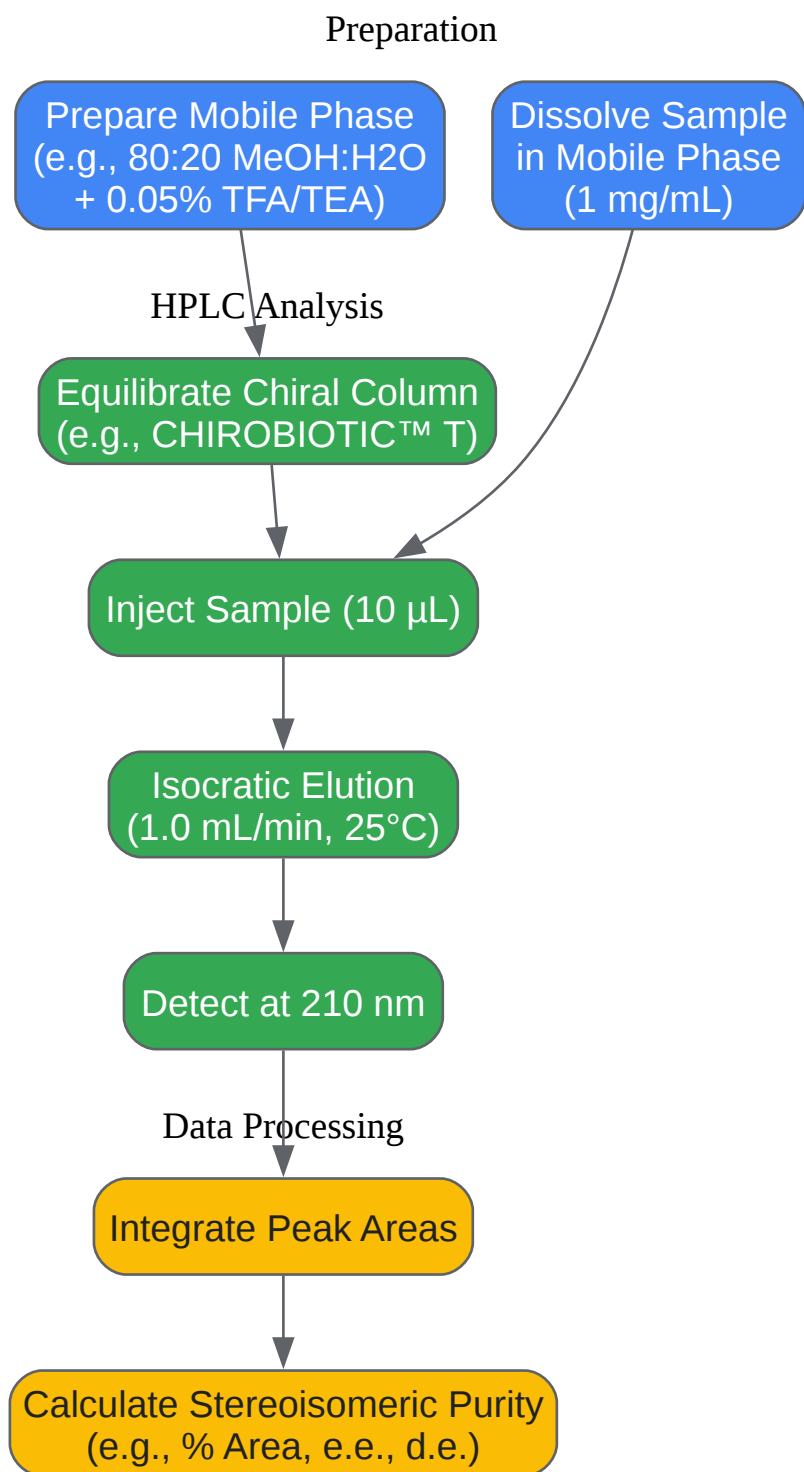 Preparation
Prepare Mobile Phase
(e.g., 80:20 MeOH:H2O
+ 0.05% TFA/TEA)
Dissolve Sample
in Mobile Phase
(1 mg/mL)
HPLC Analysis
Equilibrate Chiral Column
(e.g., CHIROBIOTIC™ T)
Inject Sample (10 µL)
Isocratic Elution
(1.0 mL/min, 25°C)
Detect at 210 nm
Data Processing
Integrate Peak Areas
Calculate Stereoisomeric Purity
(e.g., % Area, e.e., d.e.)